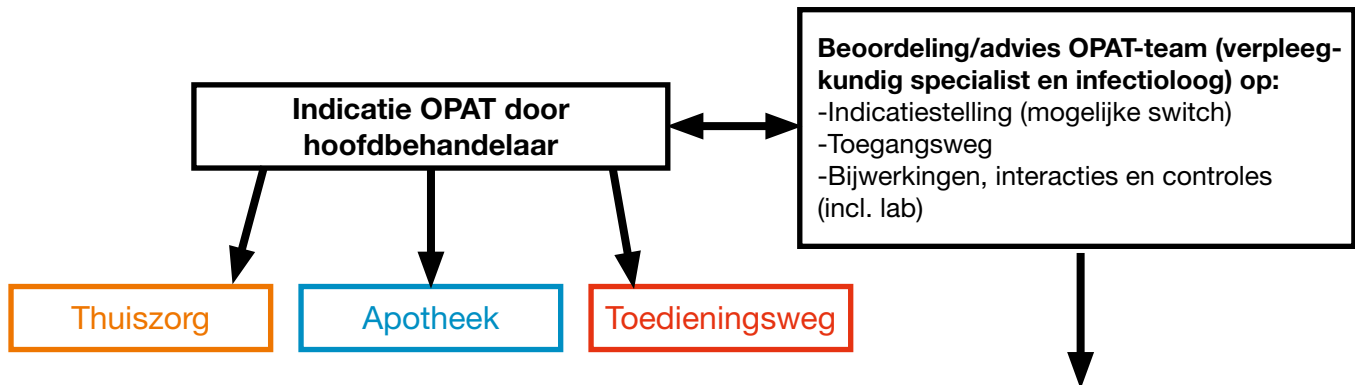 Indicatie OPAT door
hoofdbehandelaar
Beoordeling/advies OPAT-team (verpleeg-
kundig specialist en infectioloog) op:
-Indicatiestelling (mogelijke switch)
-Toegangsweg
-Bijwerkingen, interacties en controles
(incl. lab)
Thuiszorg
Apotheek
Toedieningsweg